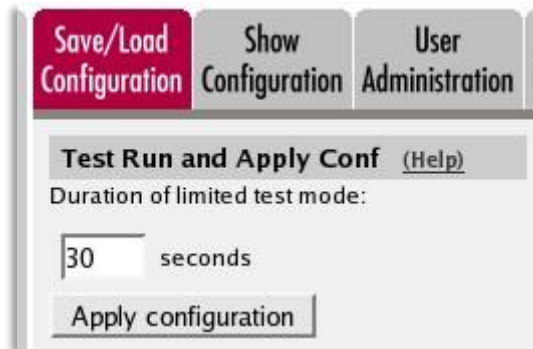 Save/Load Configuration
Show Configuration
User Administration
Test Run and Apply Conf (Help)
Duration of limited test mode:
30 seconds
Apply configuration